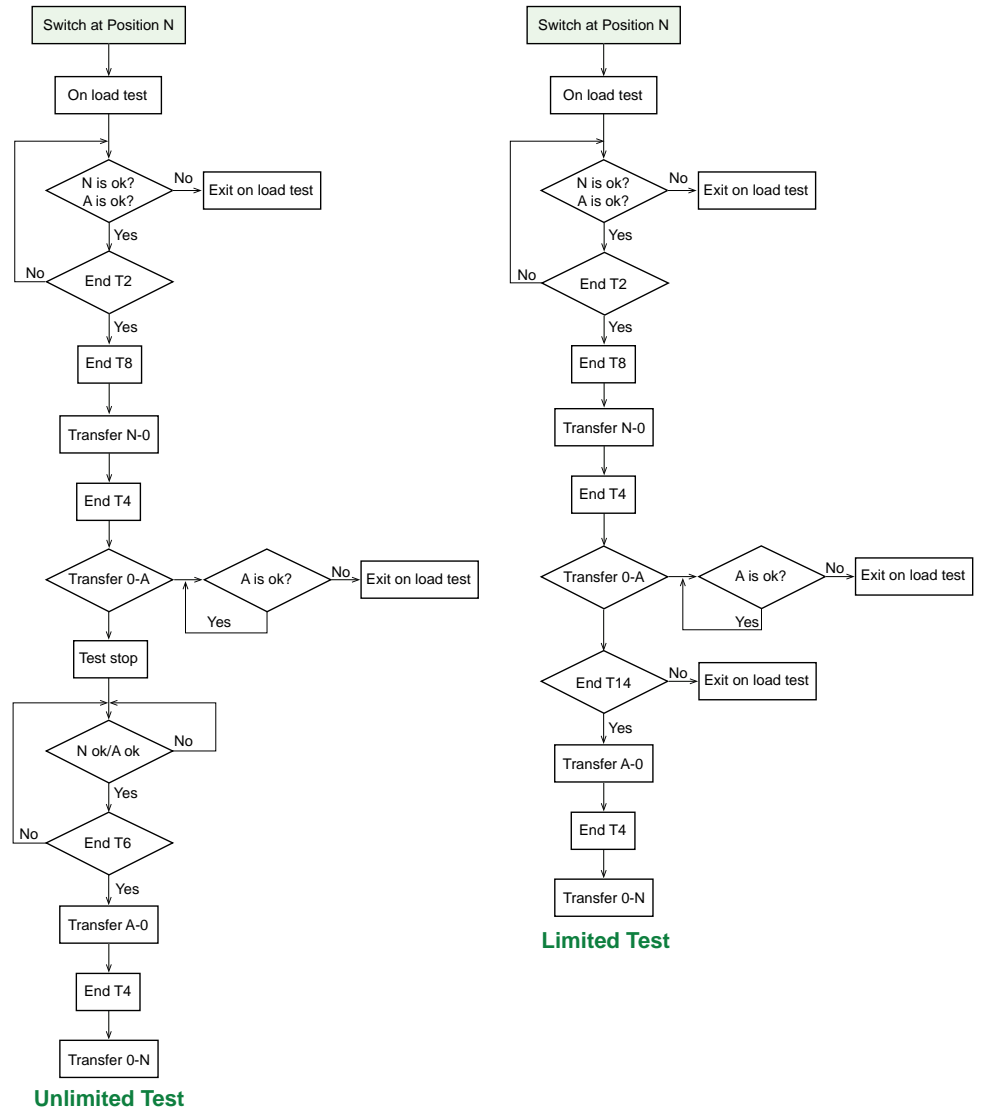 Switch at Position N
On load test
N is ok?
A is ok?
No
Exit on load test
Yes
End T2
No
Yes
End T8
Transfer N-0
End T4
Transfer 0-A
A is ok?
No
Exit on load test
Yes
Test stop
N ok/A ok
No
Yes
End T6
No
Yes
Transfer A-0
End T4
Transfer 0-N
Unlimited Test
Switch at Position N
On load test
N is ok?
A is ok?
No
Exit on load test
Yes
End T2
No
Yes
End T8
Transfer N-0
End T4
Transfer 0-A
A is ok?
No
Exit on load test
Yes
End T14
No
Exit on load test
Yes
Transfer A-0
End T4
Transfer 0-N
Limited Test